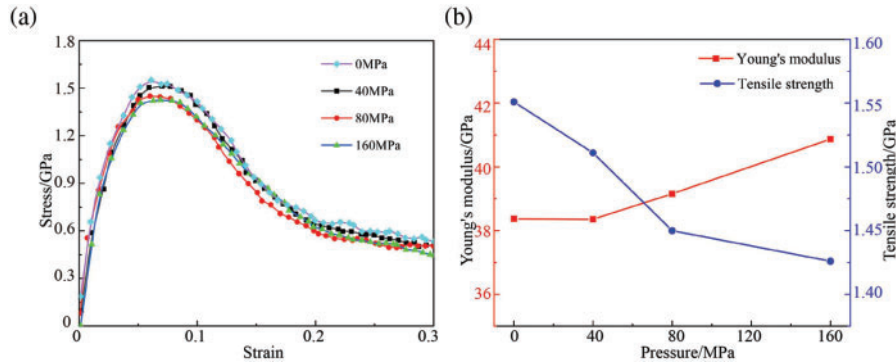 (a)
Stress/GPa
1.8
1.5
1.2
0.9
0.6
0.3
0
0
0.1
0.2
0.3
Strain
0MPa
40MPa
80MPa
160MPa
(b)
Young's modulus/GPa
44
42
40
38
36
0
40
80
120
160
Pressure/MPa
Young's modulus
Tensile strength
1.60
1.55
1.50
1.45
1.40
Tensile strength/GPa